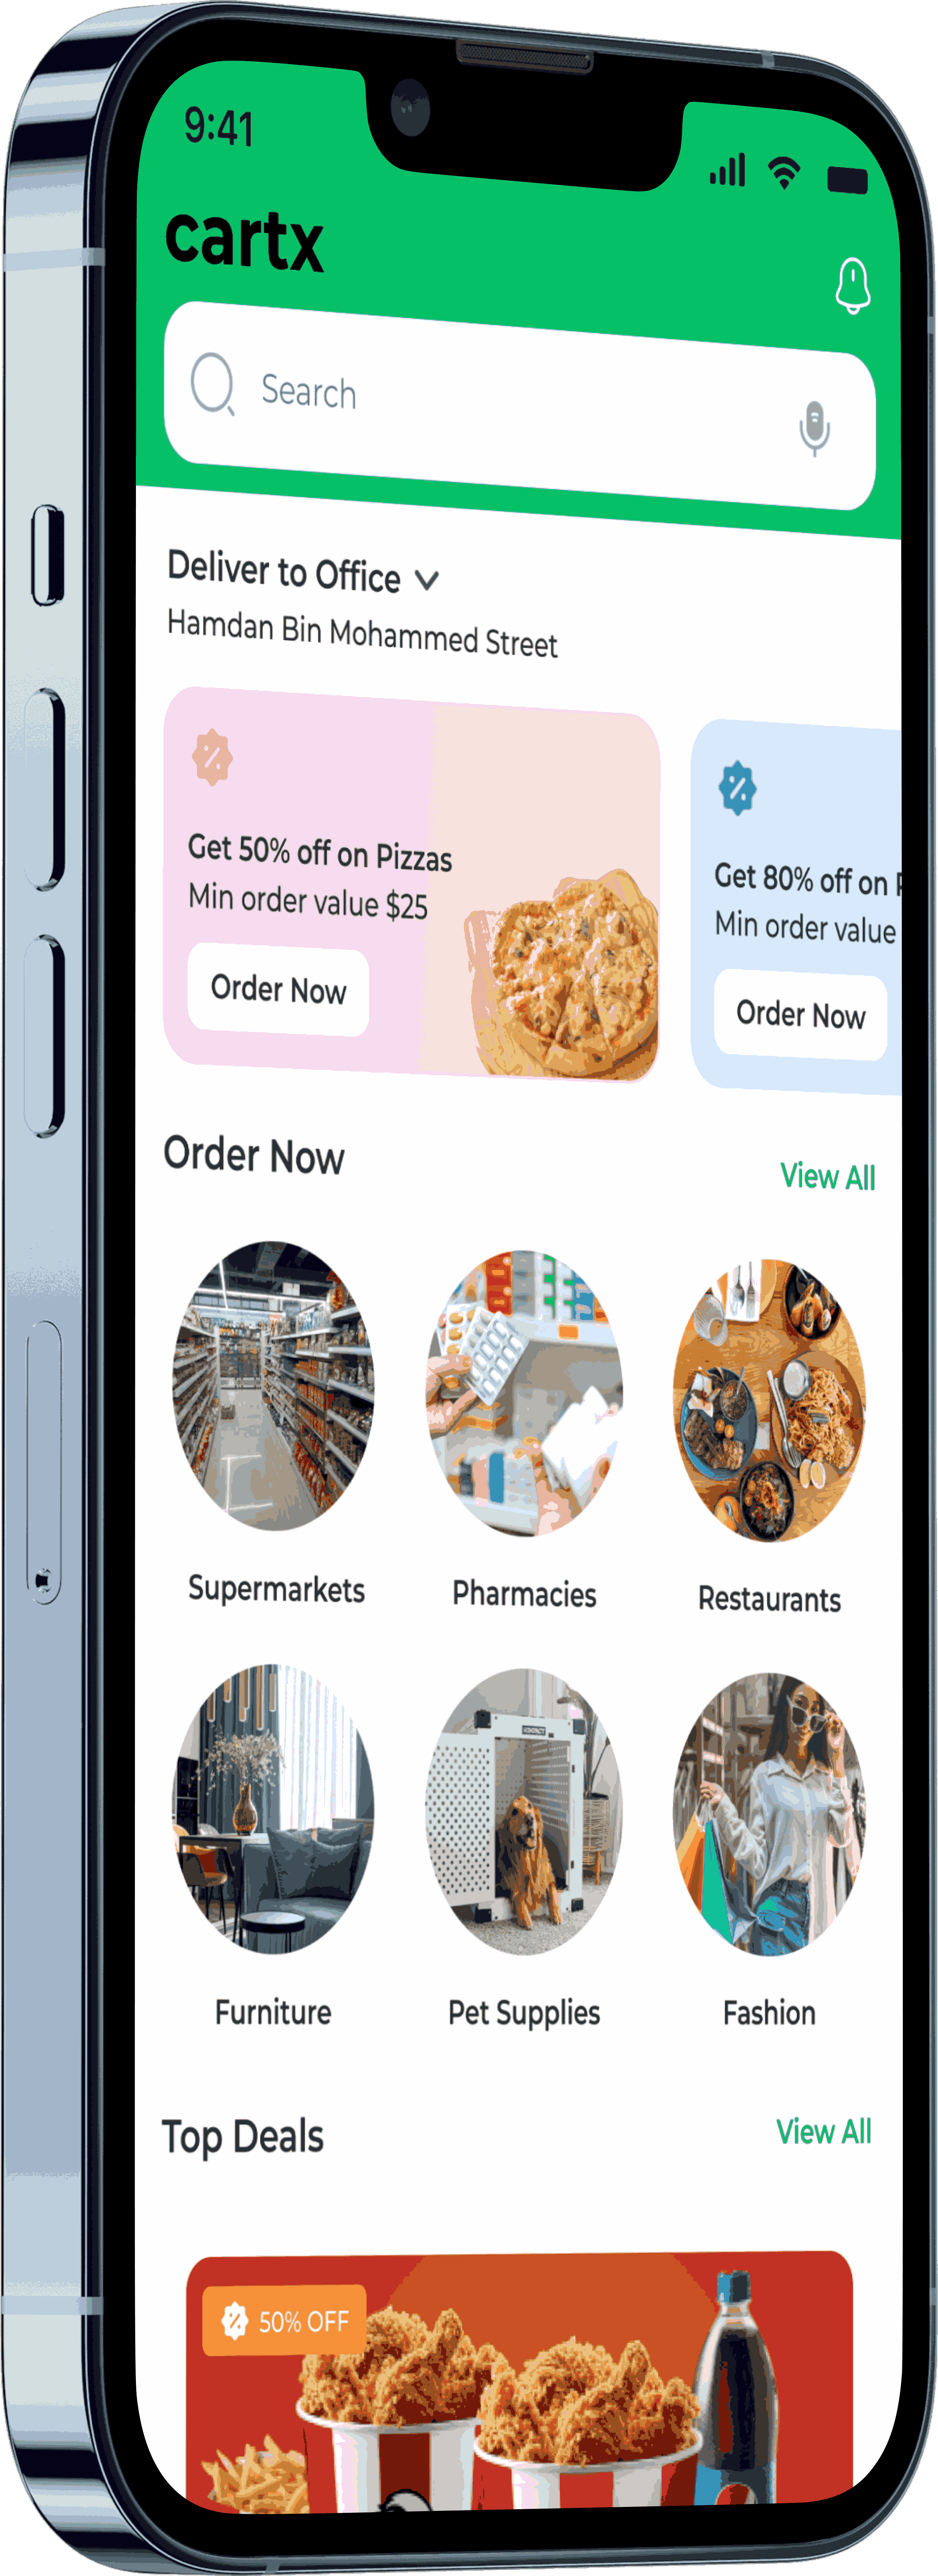 9:41
cartx
Search
Deliver to Office
Hamdan Bin Mohammed Street
Get 50% off on Pizzas
Min order value $25
Order Now
Get 80% off on
Min order value
Order Now
Order Now
View All
Supermarkets
Pharmacies
Restaurants
Furniture
Pet Supplies
Fashion
Top Deals
View All
50% OFF